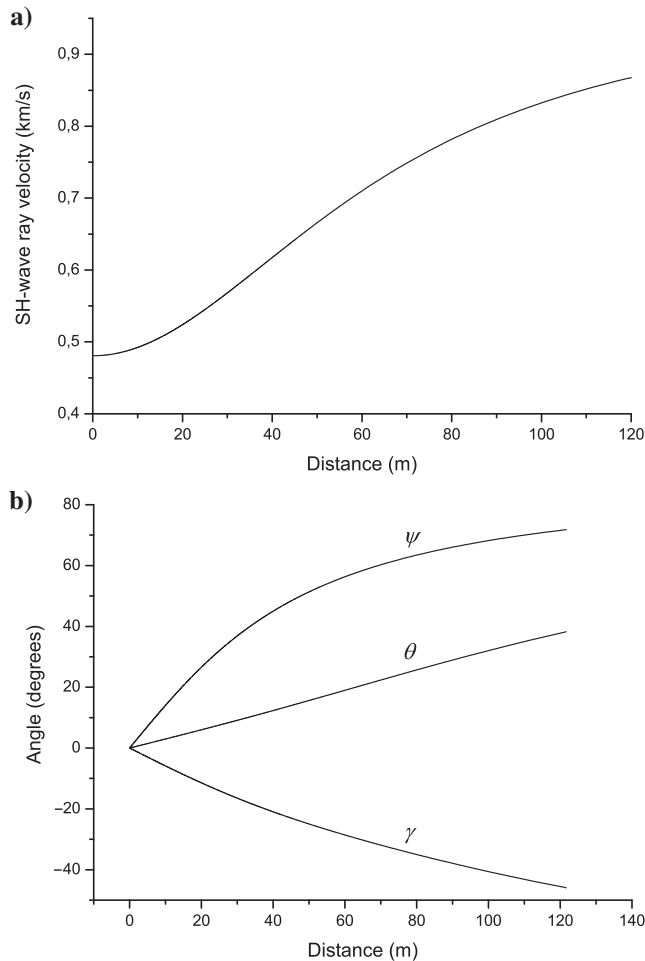 a)
0,9
0,8
0,7
0,6
0,5
0,4
SH-wave ray velocity (km/s)
0 20 40 60 80 100 120
Distance (m)
b)
80
60
40
20
0
−20
−40
Angle (degrees)
ψ
θ
γ
0 20 40 60 80 100 120 140
Distance (m)